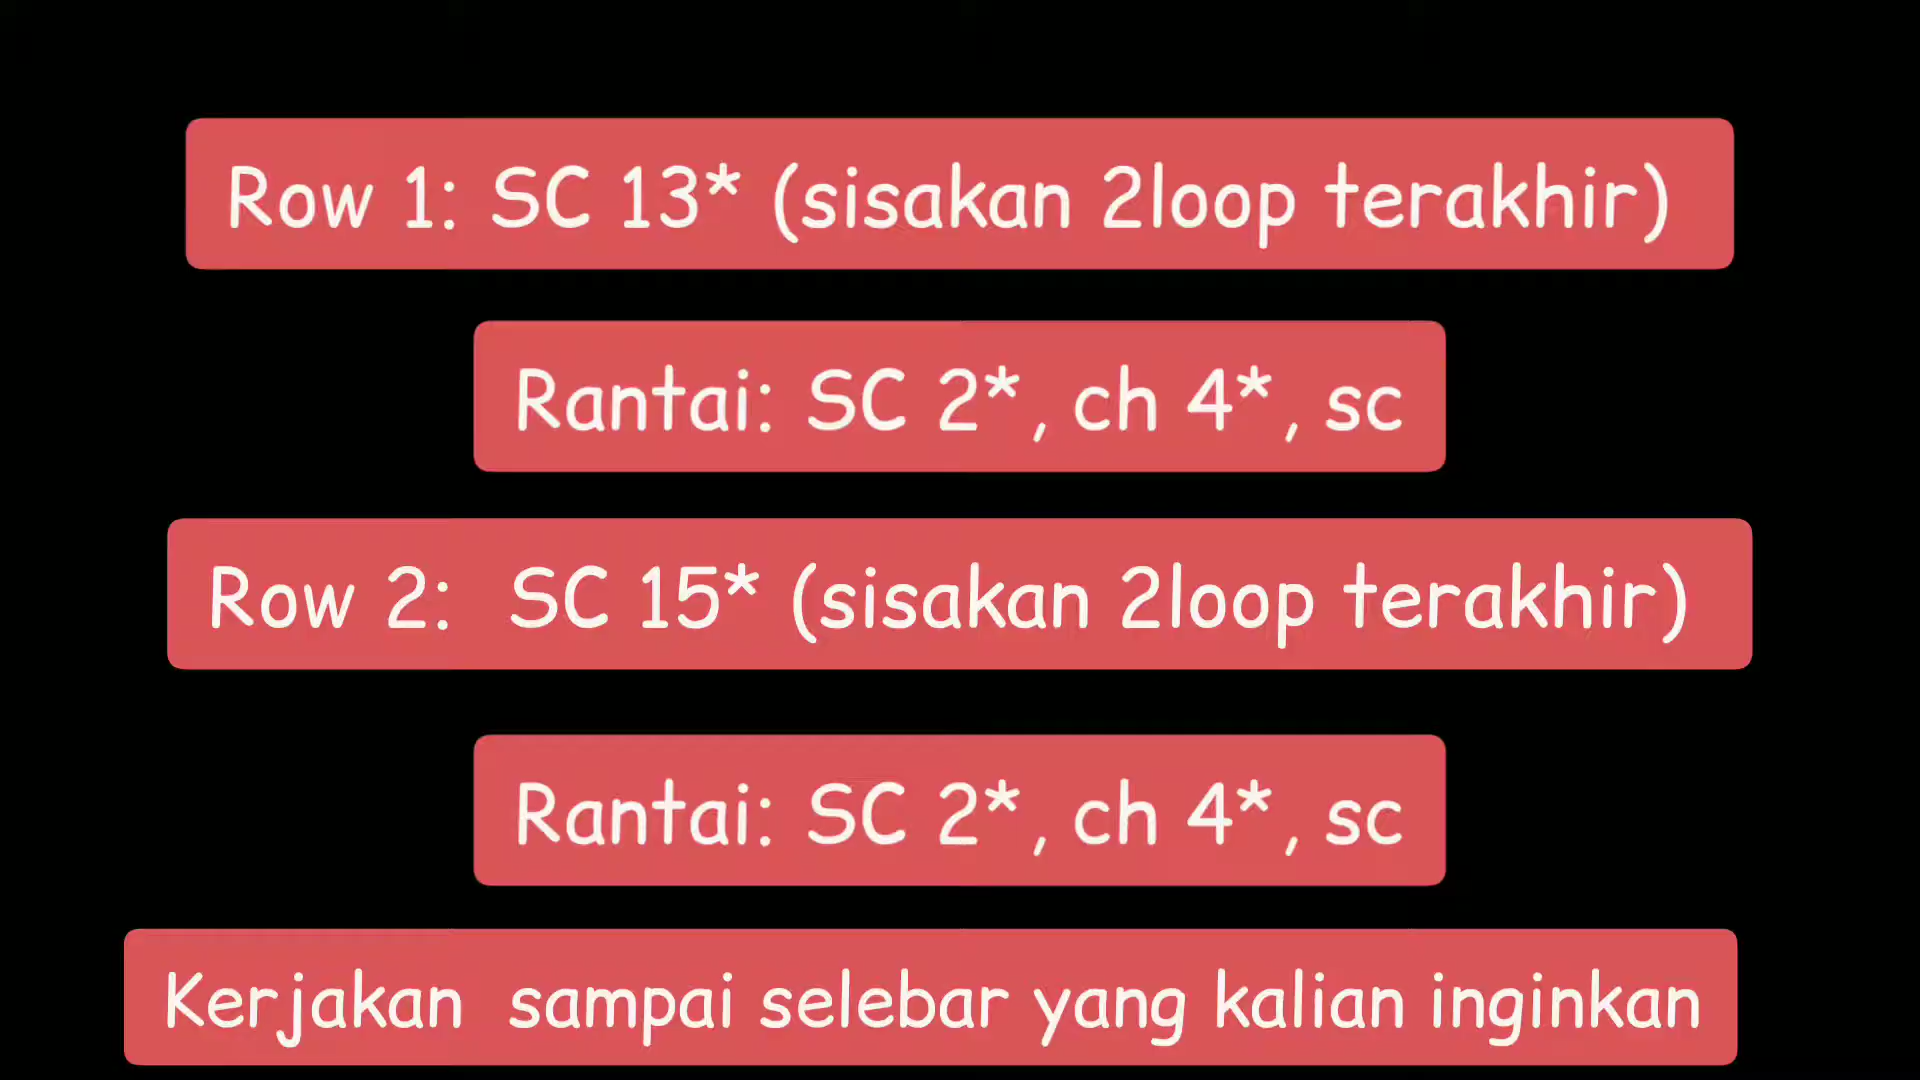 Row 1: SC 13* (sisakan 2loop terakhir)
Rantai: SC 2*, ch 4*, sc
Row 2: SC 15* (sisakan 2loop terakhir)
Rantai: SC 2*, ch 4*, sc
Kerjakan sampai selebar yang kalian inginkan